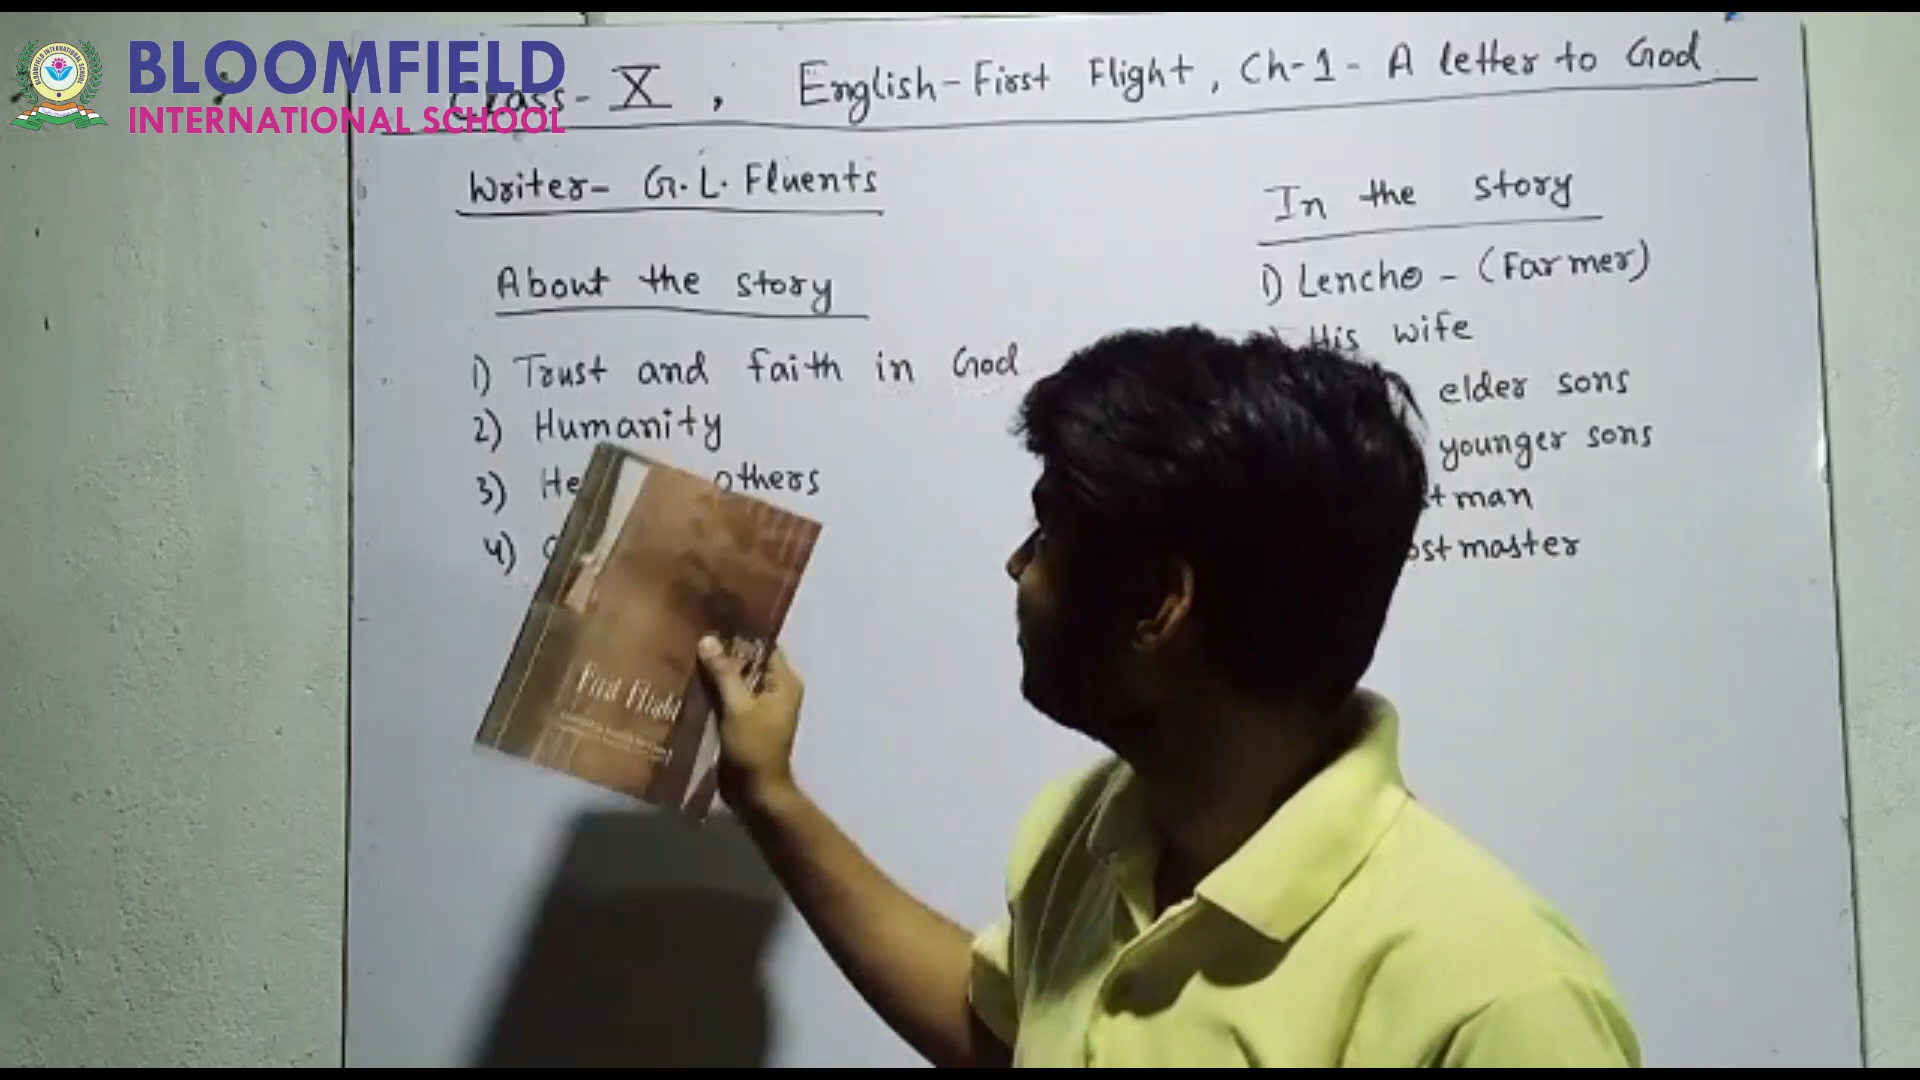 BLOOMFIELD
INTERNATIONAL SCHOOL
Class - X , English - First Flight , Ch-1 - A letter to God
Writer - G. L. Fluents
About the story
1) Trust and faith in God
2) Humanity
3) He others
4)
In the story
1) Lencho - (Farmer)
His wife
elder sons
younger sons
tman
ostmaster
First Flight